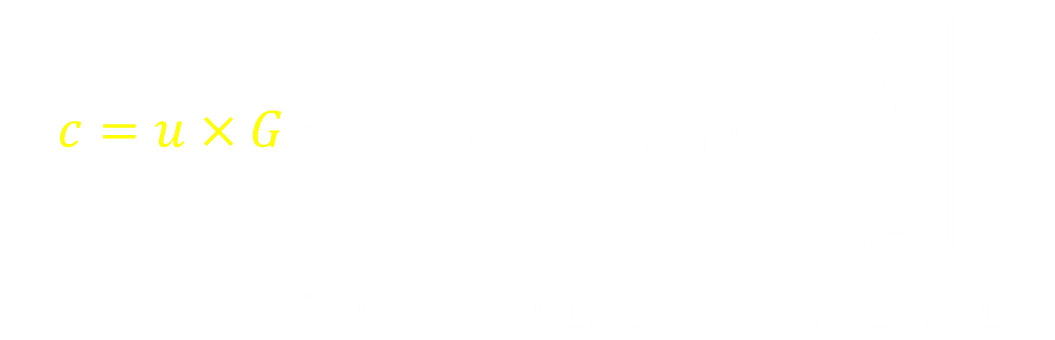 c = u × G